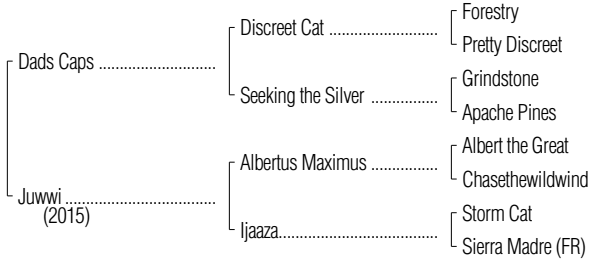 Forestry
Discreet Cat ......................
Pretty Discreet
Dads Caps ........................
Grindstone
Seeking the Silver ..............
Apache Pines
Albert the Great
Albertus Maximus ..............
Chasethewildwind
Juwwi ...............................
(2015)
Storm Cat
Ijaaza.................................
Sierra Madre (FR)